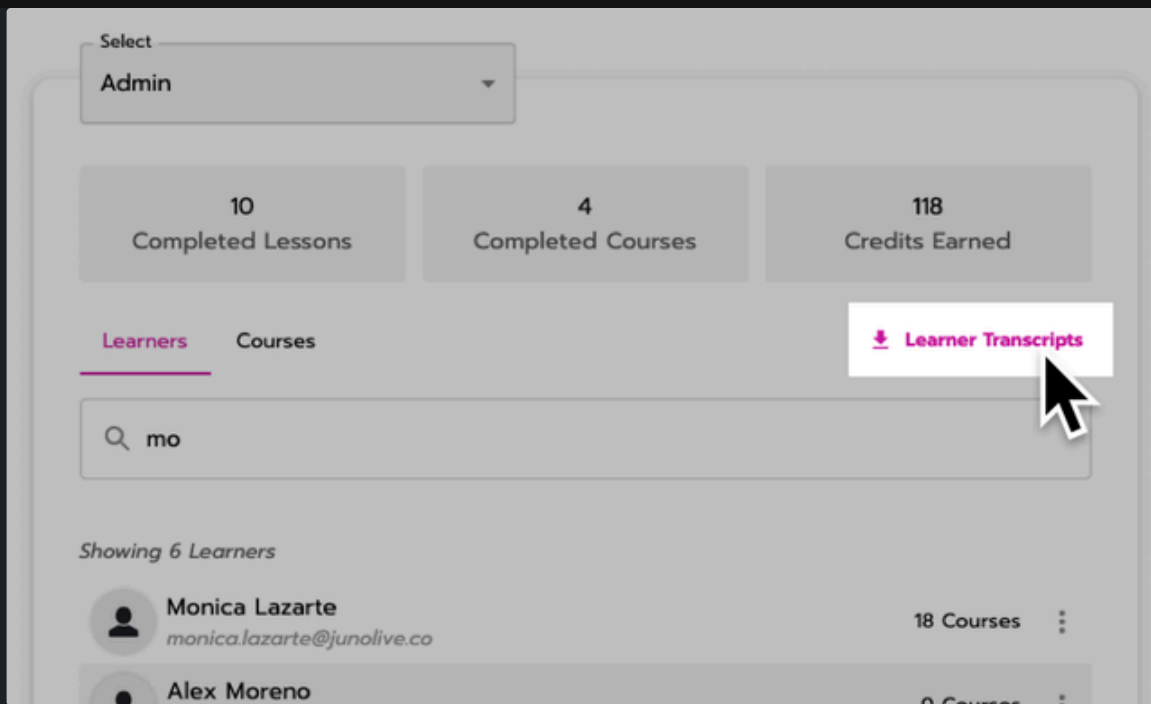 Select
Admin
10
Completed Lessons
4
Completed Courses
118
Credits Earned
Learners
Courses
Learner Transcripts
mo
Showing 6 Learners
Monica Lazarte
18 Courses
monica.lazarte@junolive.co
Alex Moreno
Courses